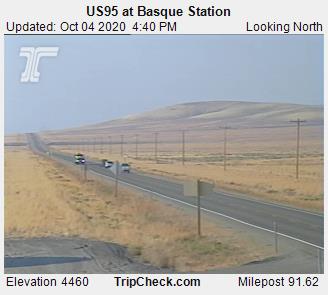 US95 at Basque Station
Updated: Oct 04 2020 4:40 PM Looking North
Elevation 4460 TripCheck.com Milepost 91.62